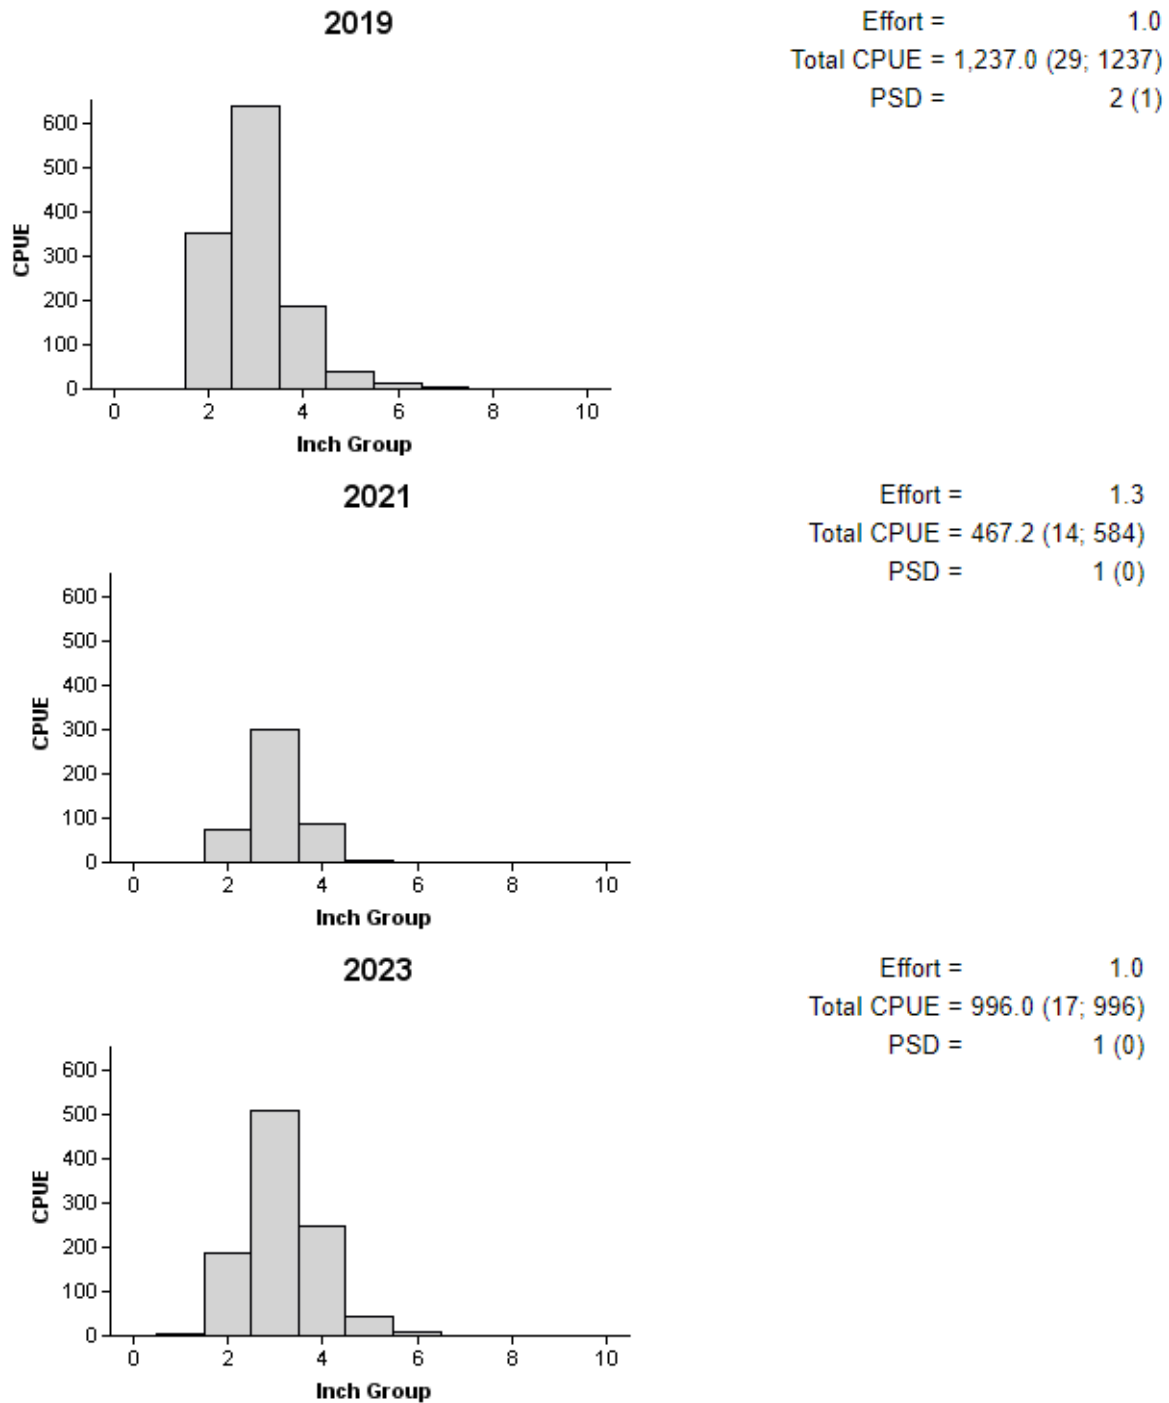 2019
Effort = 1.0
Total CPUE = 1,237.0 (29; 1237)
PSD = 2 (1)
600
500
400
300
200
100
0
CPUE
0 2 4 6 8 10
Inch Group
2021
Effort = 1.3
Total CPUE = 467.2 (14; 584)
PSD = 1 (0)
600
500
400
300
200
100
0
CPUE
0 2 4 6 8 10
Inch Group
2023
Effort = 1.0
Total CPUE = 996.0 (17; 996)
PSD = 1 (0)
600
500
400
300
200
100
0
CPUE
0 2 4 6 8 10
Inch Group